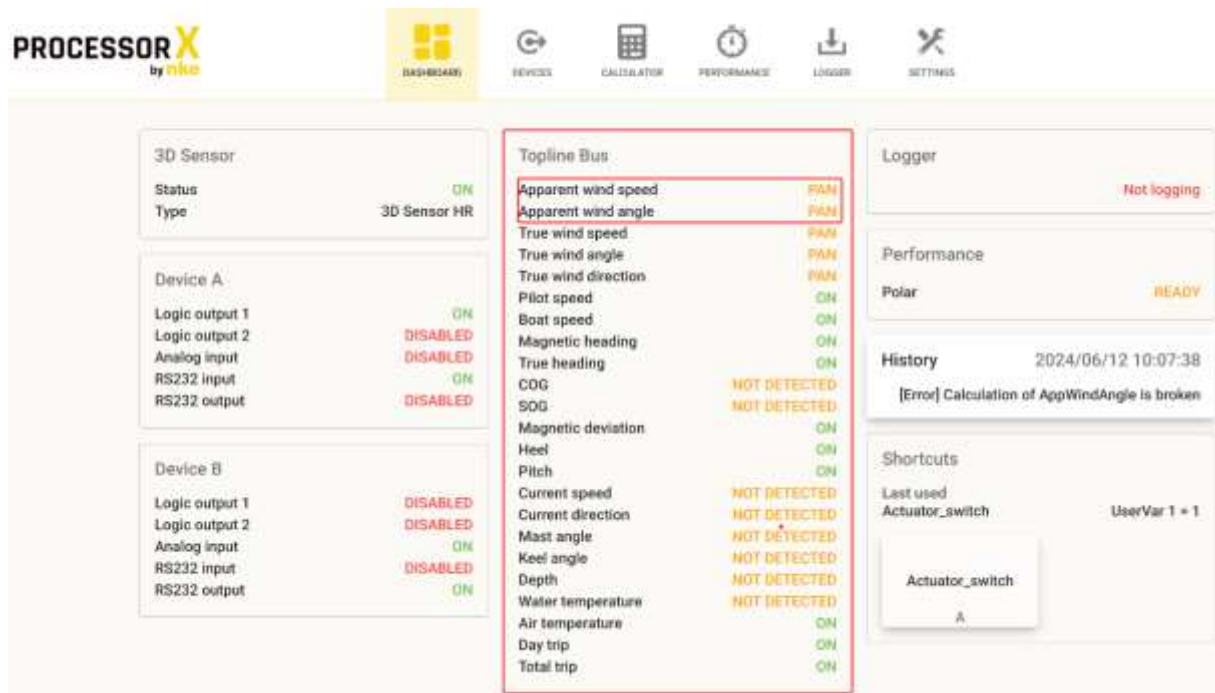 PROCESSOR X
by nke
DASHBOARD
DEVICES
CALCULATOR
PERFORMANCE
LOGGER
SETTINGS
3D Sensor
Status ON
Type 3D Sensor HR
Device A
Logic output 1 ON
Logic output 2 DISABLED
Analog input DISABLED
RS232 input ON
RS232 output DISABLED
Device B
Logic output 1 DISABLED
Logic output 2 DISABLED
Analog input ON
RS232 input DISABLED
RS232 output ON
Topline Bus
Apparent wind speed PAN
Apparent wind angle PAN
True wind speed PAN
True wind angle PAN
True wind direction PAN
Pilot speed ON
Boat speed ON
Magnetic heading ON
True heading ON
COG NOT DETECTED
SOG NOT DETECTED
Magnetic deviation ON
Heel ON
Pitch ON
Current speed NOT DETECTED
Current direction NOT DETECTED
Mast angle NOT DETECTED
Keel angle NOT DETECTED
Depth NOT DETECTED
Water temperature NOT DETECTED
Air temperature ON
Day trip ON
Total trip ON
Logger
Not logging
Performance
Polar READY
History 2024/06/12 10:07:38
[Error] Calculation of AppWindAngle is broken
Shortcuts
Last used
Actuator_switch UserVar 1 = 1
Actuator_switch
A